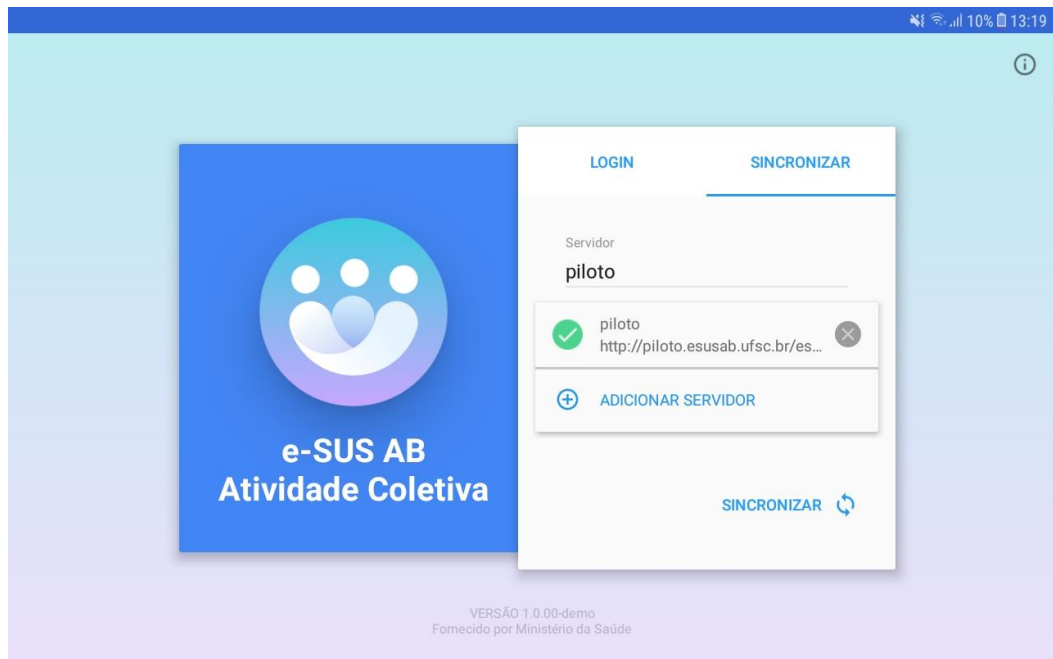 10% 13:19
LOGIN SINCRONIZAR
Servidor
piloto
piloto
http://piloto.esusab.ufsc.br/es...
ADICIONAR SERVIDOR
SINCRONIZAR
e-SUS AB
Atividade Coletiva
VERSÃO 1.0.00-demo
Fornecido por Ministério da Saúde